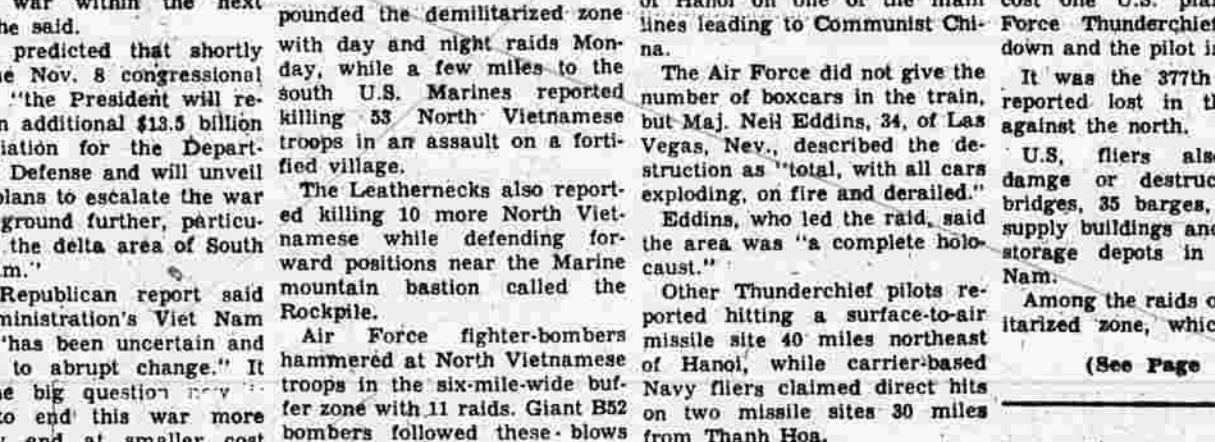 war within the next
he said.
predicted that shortly
Nov. 8 congressional
"the President will re-
additional $13.5 billion
for the Depart-
Defense and will unveil
plans to escalate the war
ground further, particu-
the delta area of South
Republican report said
Viet Nam
"has been uncertain and
to abrupt change." It
big question
to end this war more
end at smaller cost
pounded the demilitarized zone
with day and night raids Mon-
day, while a few miles to the
south U.S. Marines reported
killing 53 North Vietnamese
troops in an assault on a forti-
fied village.
The Leathernecks also report-
ed killing 10 more North Viet-
namese while defending for-
ward positions near the Marine
mountain bastion called the
Rockpile.
Air Force fighter-bombers
hammered at North Vietnamese
troops in the six-mile-wide buf-
fer zone with 11 raids. Giant B52
bombers followed these blows
of Hanoi on one of the main
lines leading to Communist Chi-
na.
The Air Force did not give the
number of boxcars in the train,
but Maj. Neil Eddins, 34, of Las
Vegas, Nev., described the de-
struction as "total, with all cars
exploding, on fire and derailed."
Eddins, who led the raid, said
the area was "a complete holo-
caust."
Other Thunderchief pilots re-
ported hitting a surface-to-air
missile site 40 miles northeast
of Hanoi, while carrier-based
Navy fliers claimed direct hits
on two missile sites 30 miles
from Thanh Hoa.
cost one U.S.
Force Thunderchief
down and the pilot
It was the 377th
reported lost in
against the north.
U.S. fliers
damge or
bridges, 35 barges,
supply buildings
storage depots in
Nam.
Among the raids
itarized zone,
(See Page